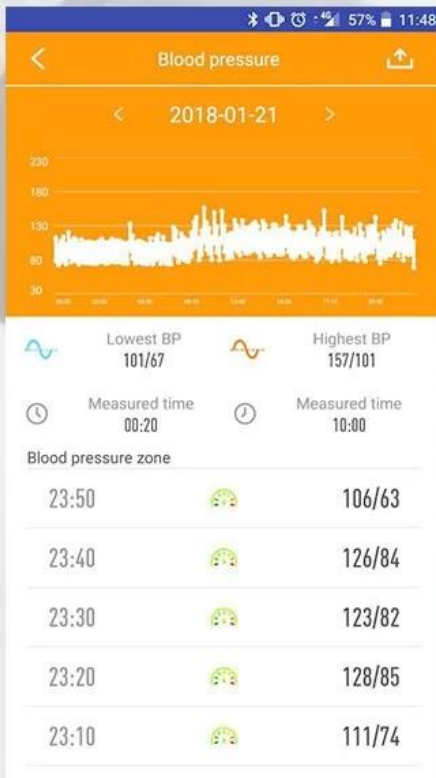 4G 57% 11:48
Blood pressure
2018-01-21
230
180
130
80
30
Lowest BP
101/67
Highest BP
157/101
Measured time
00:20
Measured time
10:00
Blood pressure zone
23:50 106/63
23:40 126/84
23:30 123/82
23:20 128/85
23:10 111/74